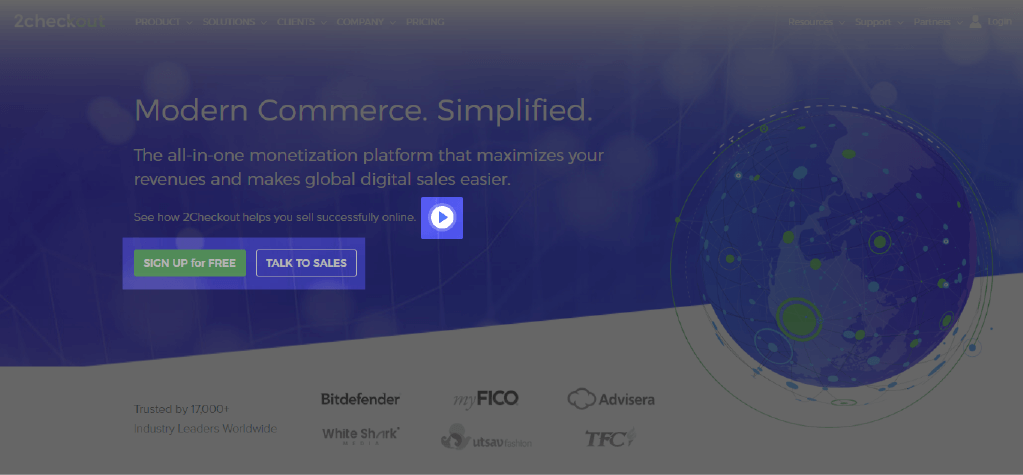 2checkout
PRODUCT SOLUTIONS CLIENTS COMPANY PRICING Resources Support Partners Login
Modern Commerce. Simplified.
The all-in-one monetization platform that maximizes your
revenues and makes global digital sales easier.
See how 2Checkout helps you sell successfully online.
SIGN UP for FREE TALK TO SALES
Trusted by 17,000+
Industry Leaders Worldwide
Bitdefender myFICO Advisera
White Shark MEDIA utsav fashion TFC